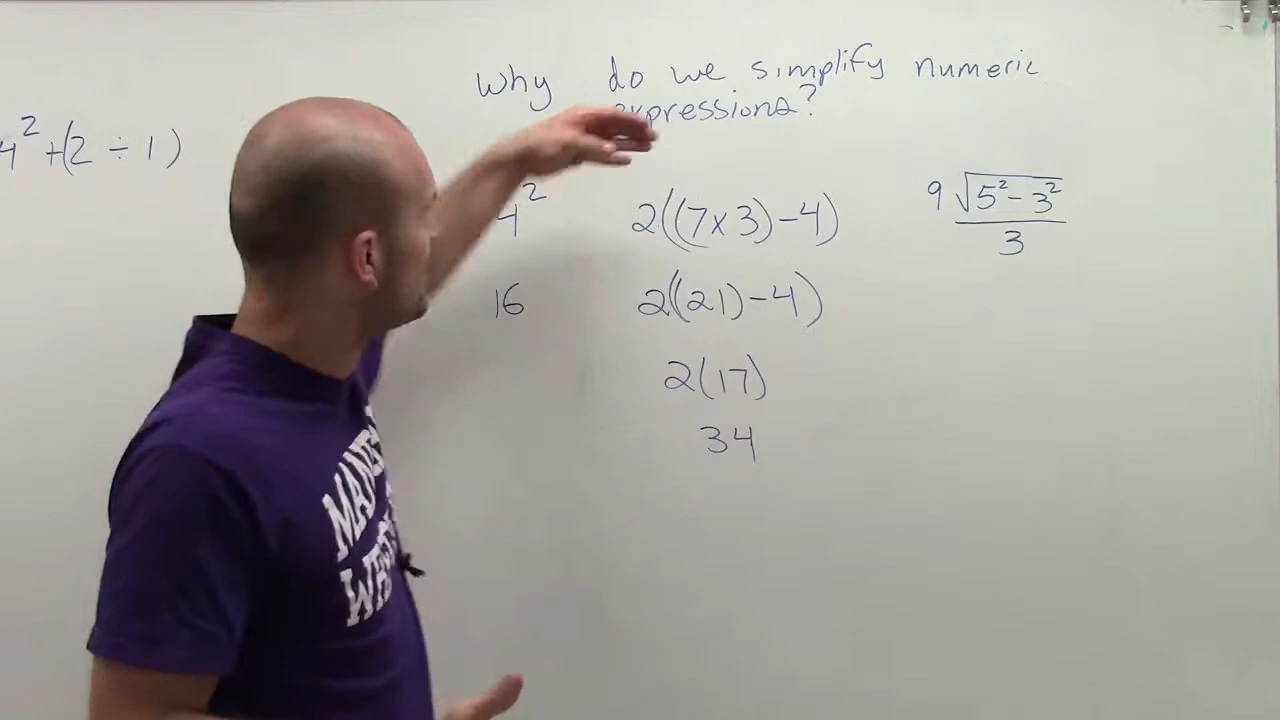 Why do we simplify numeric
expressions?
4² + (2 ÷ 1)
4²
16
2((7x3)-4)
2((21)-4)
2(17)
34
9 √5² - 3²
3